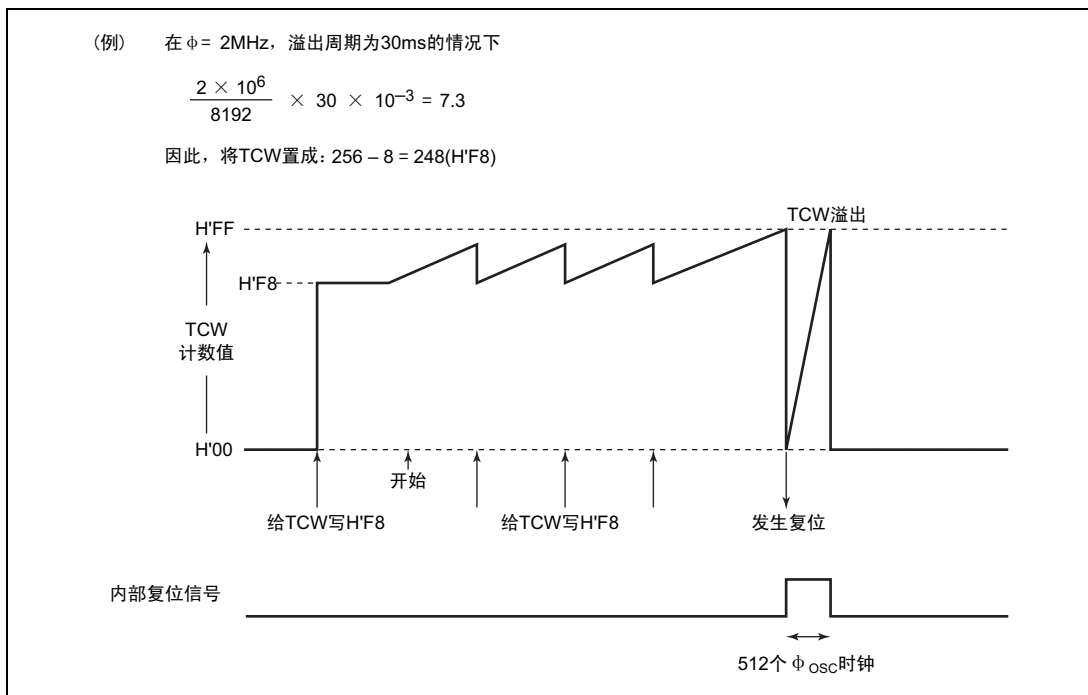 (例) 在 φ = 2MHz，溢出周期为30ms的情况下
2 × 10⁶
8192
× 30 × 10⁻³ = 7.3
因此，将TCW置成：256 – 8 = 248(H'F8)
TCW溢出
H'FF
H'F8
TCW
计数值
H'00
开始
给TCW写H'F8
给TCW写H'F8
发生复位
内部复位信号
512个 φ OSC时钟